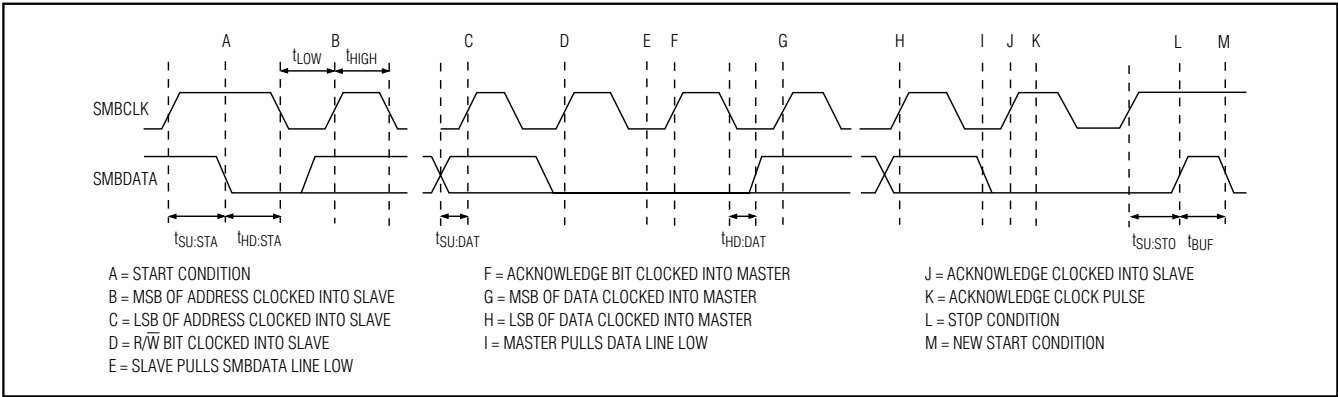 A B C D E F G H I J K L M
tLOW tHIGH
SMBCLK
SMBDATA
tSU:STA tHD:STA tSU:DAT tHD:DAT tSU:STO tBUF
A = START CONDITION
B = MSB OF ADDRESS CLOCKED INTO SLAVE
C = LSB OF ADDRESS CLOCKED INTO SLAVE
D = R/W̅ BIT CLOCKED INTO SLAVE
E = SLAVE PULLS SMBDATA LINE LOW
F = ACKNOWLEDGE BIT CLOCKED INTO MASTER
G = MSB OF DATA CLOCKED INTO MASTER
H = LSB OF DATA CLOCKED INTO MASTER
I = MASTER PULLS DATA LINE LOW
J = ACKNOWLEDGE CLOCKED INTO SLAVE
K = ACKNOWLEDGE CLOCK PULSE
L = STOP CONDITION
M = NEW START CONDITION